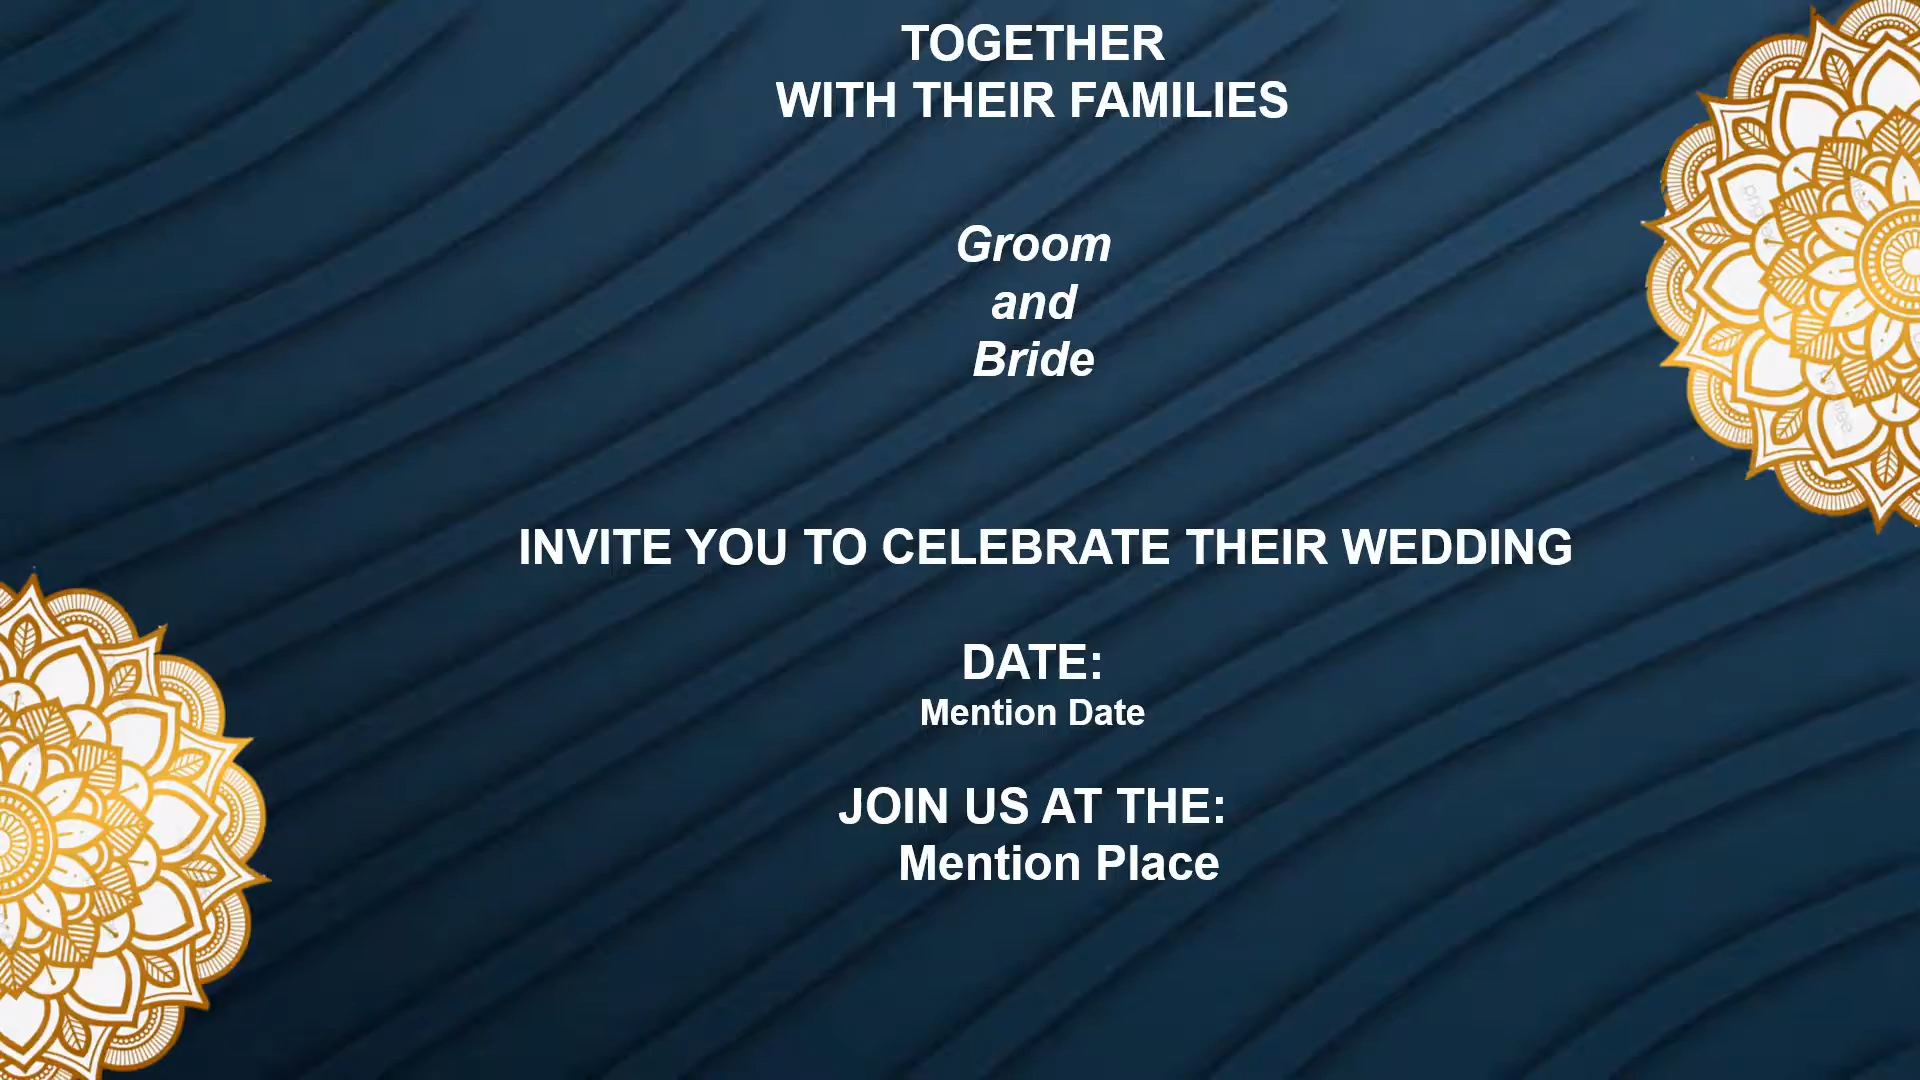 TOGETHER
WITH THEIR FAMILIES
Groom
and
Bride
INVITE YOU TO CELEBRATE THEIR WEDDING
DATE:
Mention Date
JOIN US AT THE:
Mention Place